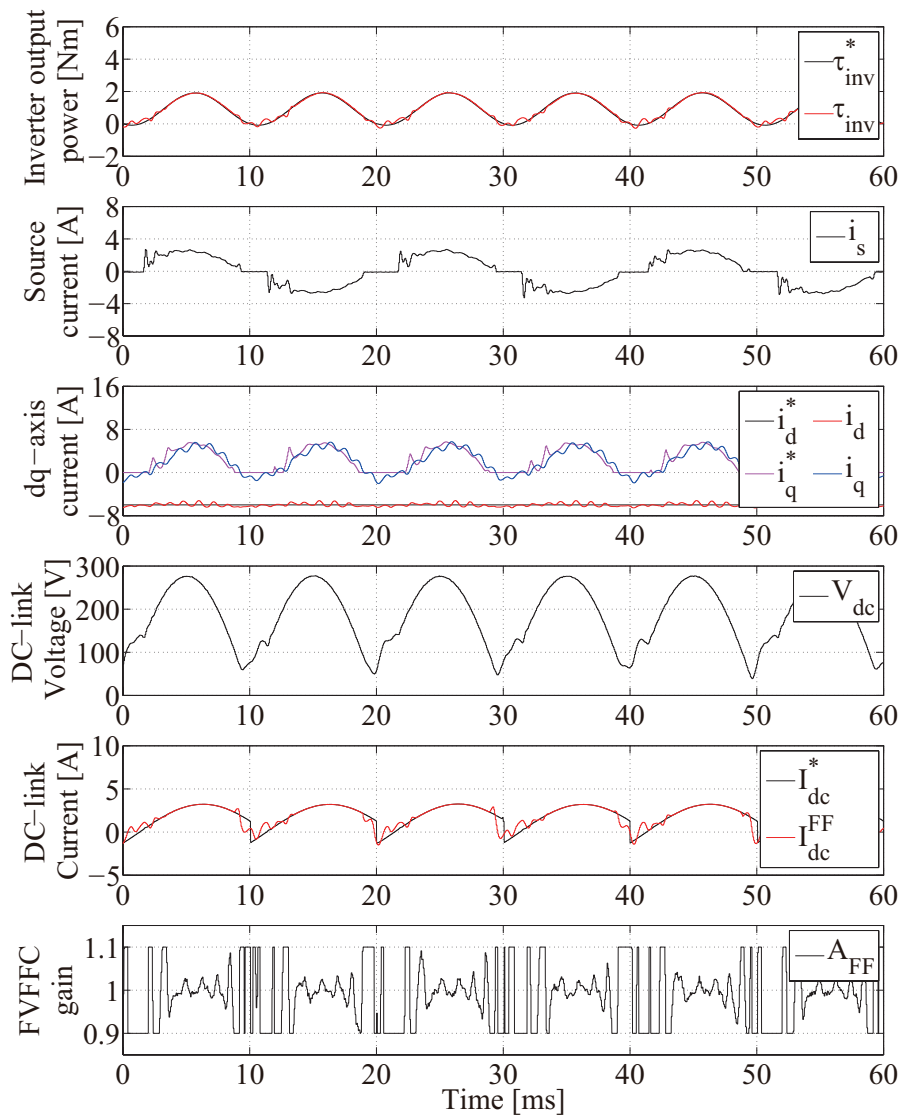 Inverter output
power [Nm]
6
4
2
0
−2
τ*inv
τinv
0 10 20 30 40 50 60
Source
current [A]
8
4
0
−4
−8
is
0 10 20 30 40 50 60
dq−axis
current [A]
16
8
0
−8
i*d id
i*q iq
0 10 20 30 40 50 60
DC−link
Voltage [V]
300
200
100
0
Vdc
0 10 20 30 40 50 60
DC−link
Current [A]
10
5
0
−5
I*dc
IFFdc
0 10 20 30 40 50 60
FVFFC
gain
1.1
1
0.9
AFF
0 10 20 30 40 50 60
Time [ms]